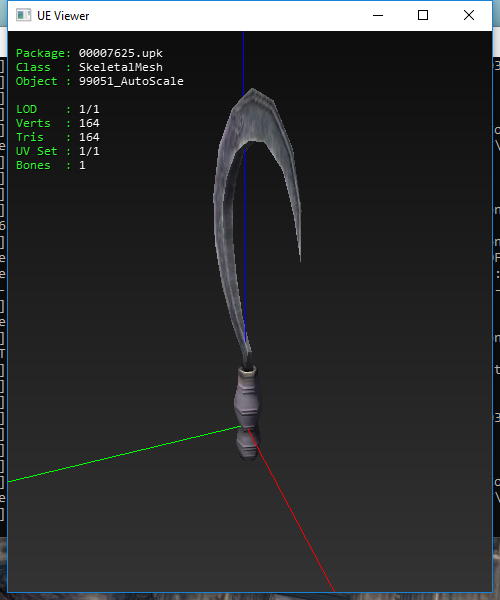 UE Viewer
Package: 00007625.upk
Class  : SkeletalMesh
Object : 99051_AutoScale
LOD    : 1/1
Verts  : 164
Tris   : 164
UV Set : 1/1
Bones  : 1